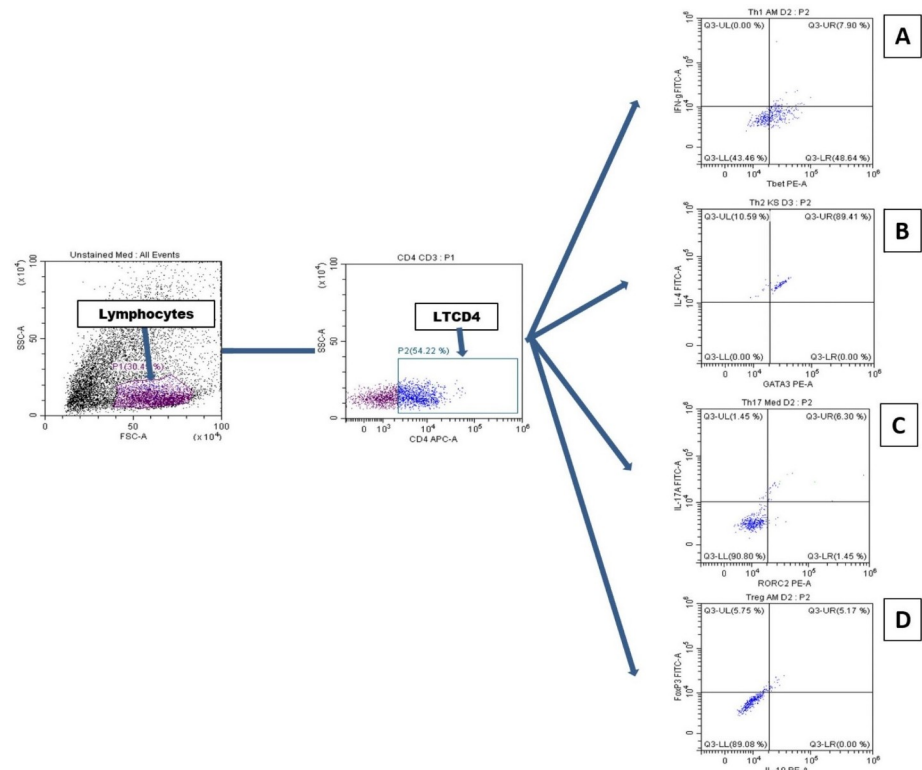 Unstained Med : All Events
Lymphocytes
SSC-A
(x 10⁴)
100
50
0
50
100
FSC-A
(x 10⁴)
CD4 CD3 : P1
LTCD4
P2(54.22 %)
SSC-A
(x 10⁴)
100
50
0
0
10³
10⁴
10⁵
10⁶
CD4 APC-A
Th1 AM D2 : P2
A
Q3-UL(0.00 %)
Q3-UR(7.90 %)
IFN-g FITC-A
10⁶
10⁵
10⁴
0
Q3-LL(43.46 %)
Q3-LR(48.64 %)
0
10⁴
10⁵
10⁶
Tbet PE-A
Th2 KS D3 : P2
B
Q3-UL(10.59 %)
Q3-UR(89.41 %)
IL-4 FITC-A
10⁶
10⁵
10⁴
0
Q3-LL(0.00 %)
Q3-LR(0.00 %)
0
10⁴
10⁵
10⁶
GATA3 PE-A
Th17 Med D2 : P2
C
Q3-UL(1.45 %)
Q3-UR(6.30 %)
IL-17A FITC-A
10⁶
10⁵
10⁴
0
Q3-LL(90.80 %)
Q3-LR(1.45 %)
0
10⁴
10⁵
10⁶
RORC2 PE-A
Treg AM D2 : P2
D
Q3-UL(5.75 %)
Q3-UR(5.17 %)
FoxP3 FITC-A
10⁶
10⁵
10⁴
0
Q3-LL(89.08 %)
Q3-LR(0.00 %)
0
10⁴
10⁵
10⁶